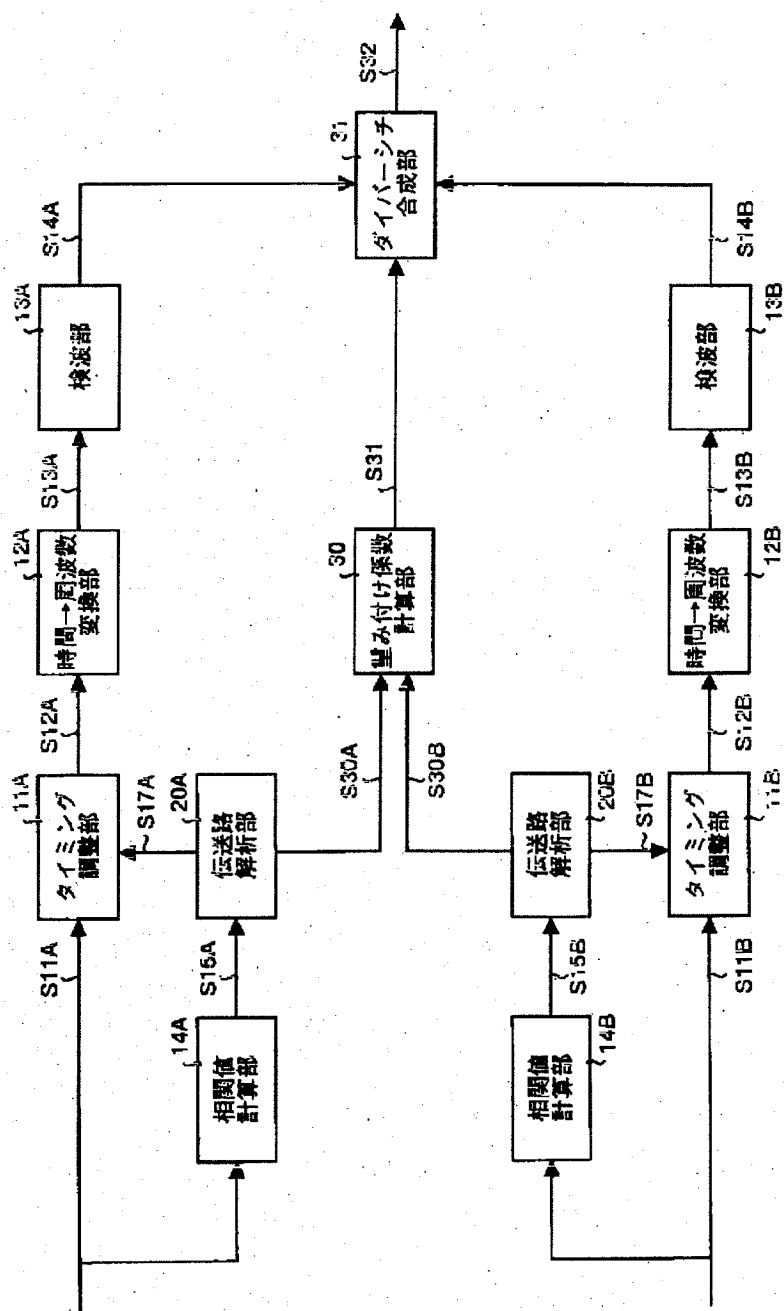 S11A
11A
タイミング
調整部
S12A
12A
時間→周波数
変換部
S13A
13A
検波部
S14A
14A
相関値
計算部
S15A
20A
伝送路
解析部
S17A
S30A
30
重み付け係数
計算部
S31
31
ダイバーシチ
合成部
S32
14B
相関値
計算部
S15B
20B
伝送路
解析部
S17B
S30B
S11B
11B
タイミング
調整部
S12B
12B
時間→周波数
変換部
S13B
13B
検波部
S14B